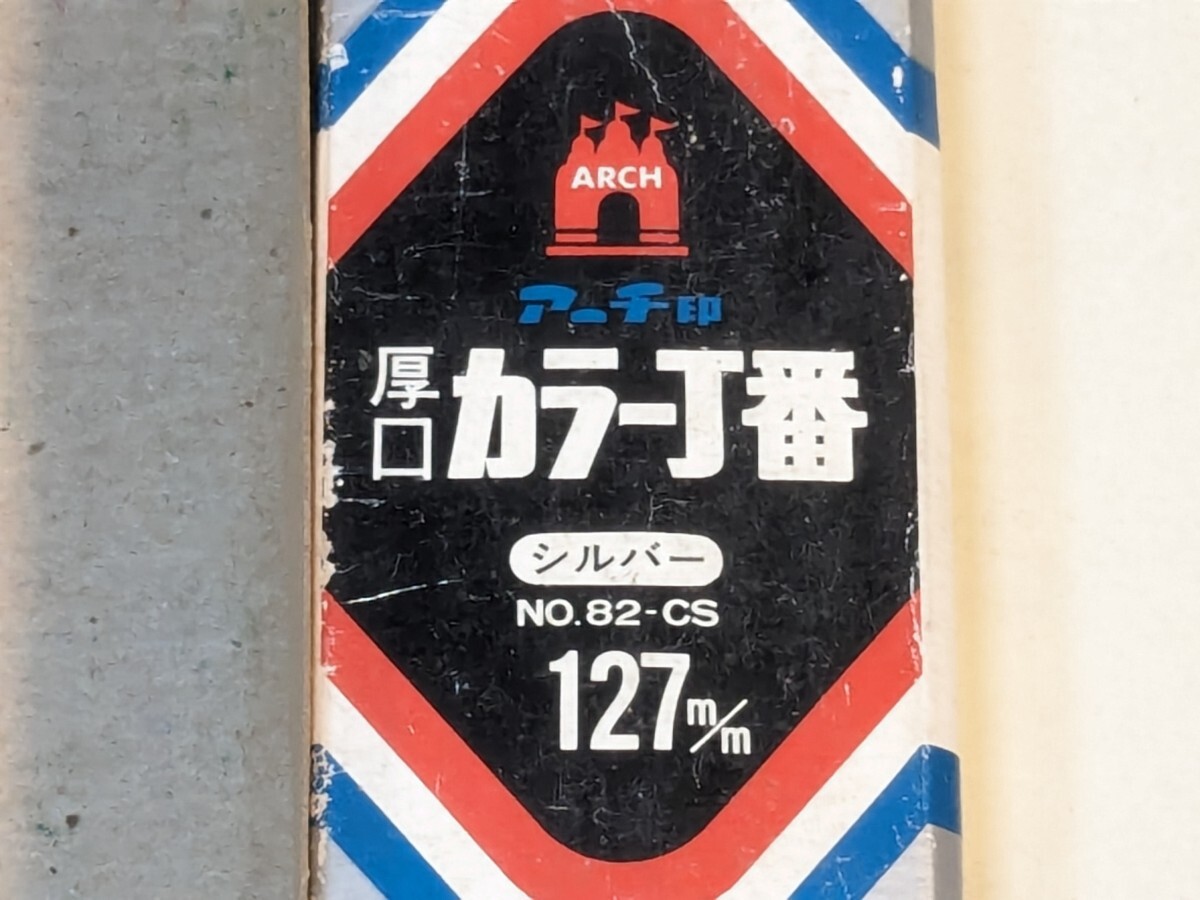 ARCH
アーチ印
厚口 カラー丁番
シルバー
NO.82-CS
127m/m